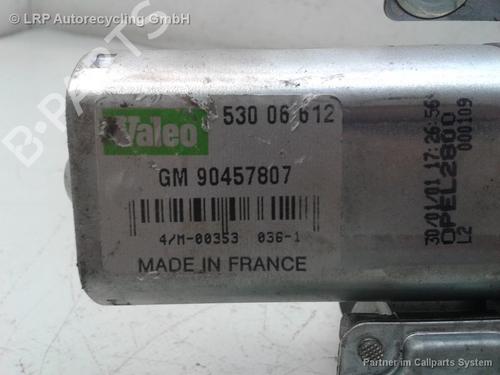 LRP Autorecycling GmbH
B-PARTS
Valeo
530 06 612
GM 90457807
4/M-00353 036-1
MADE IN FRANCE
30/01/01 17:26:56
OPEL2800
000109
L2
Partner im Callparts System